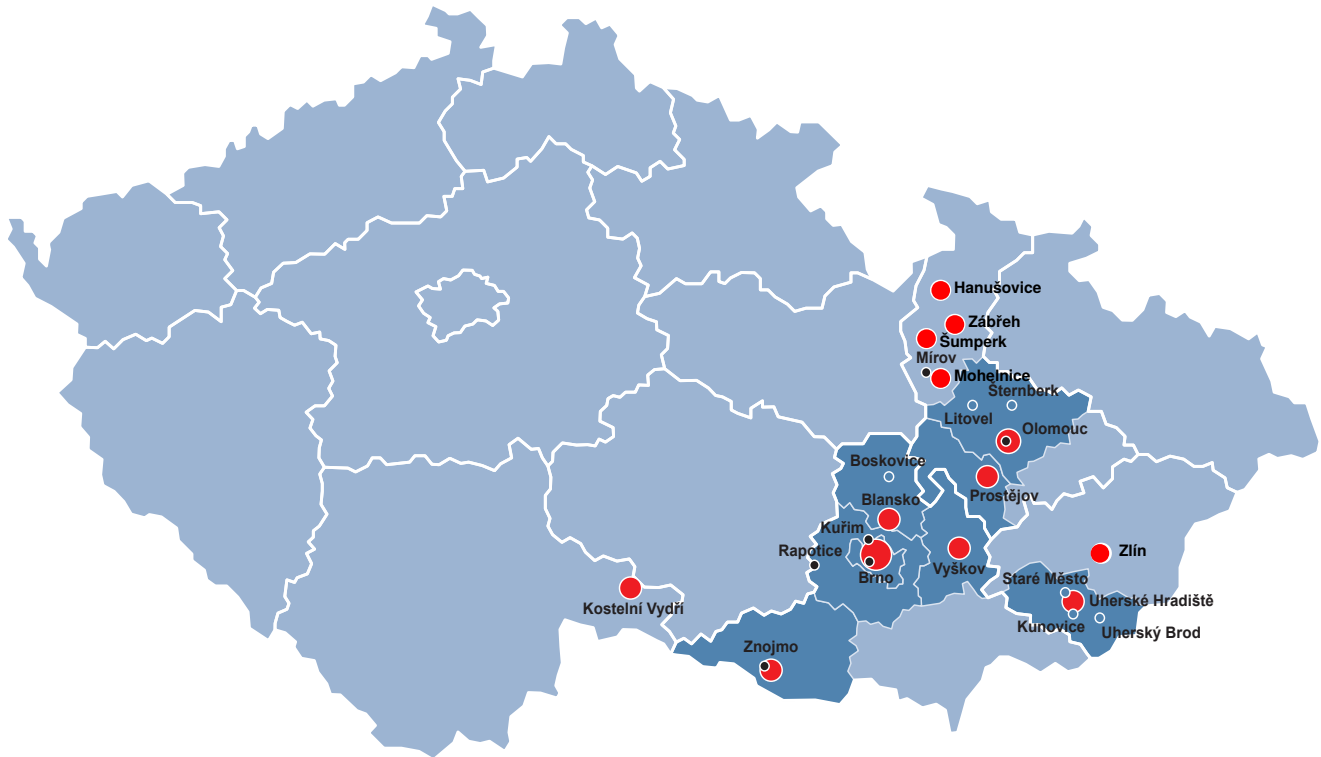 Hanušovice
Zábřeh
Šumperk
Mírov
Mohelnice
Šternberk
Litovel
Olomouc
Boskovice
Prostějov
Blansko
Kuřim
Rapotice
Zlín
Vyškov
Brno
Staré Město
Uherské Hradiště
Kostelní Vydří
Kunovice
Uherský Brod
Znojmo